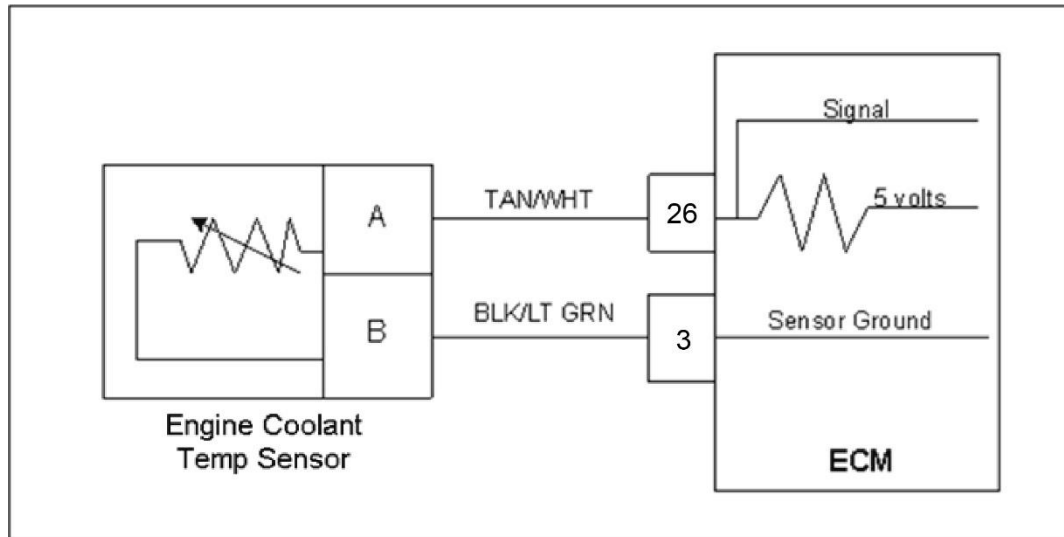 Signal
A
TAN/WHT
26
5 volts
B
BLK/LT GRN
3
Sensor Ground
Engine Coolant
Temp Sensor
ECM